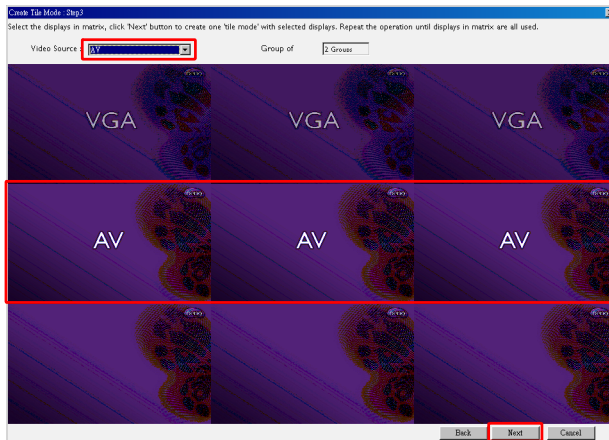 Create Tile Mode : Step3
Select the displays in matrix, click 'Next' button to create one 'tile mode' with selected displays. Repeat the operation until displays in matrix are all used.
Video Source : AV Group of 2 Groups
VGA VGA VGA
AV AV AV
Back Next Cancel